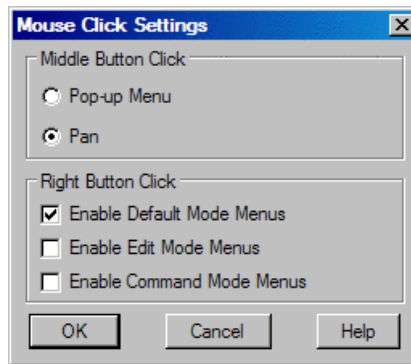 Mouse Click Settings
Middle Button Click
Pop-up Menu
Pan
Right Button Click
Enable Default Mode Menus
Enable Edit Mode Menus
Enable Command Mode Menus
OK Cancel Help